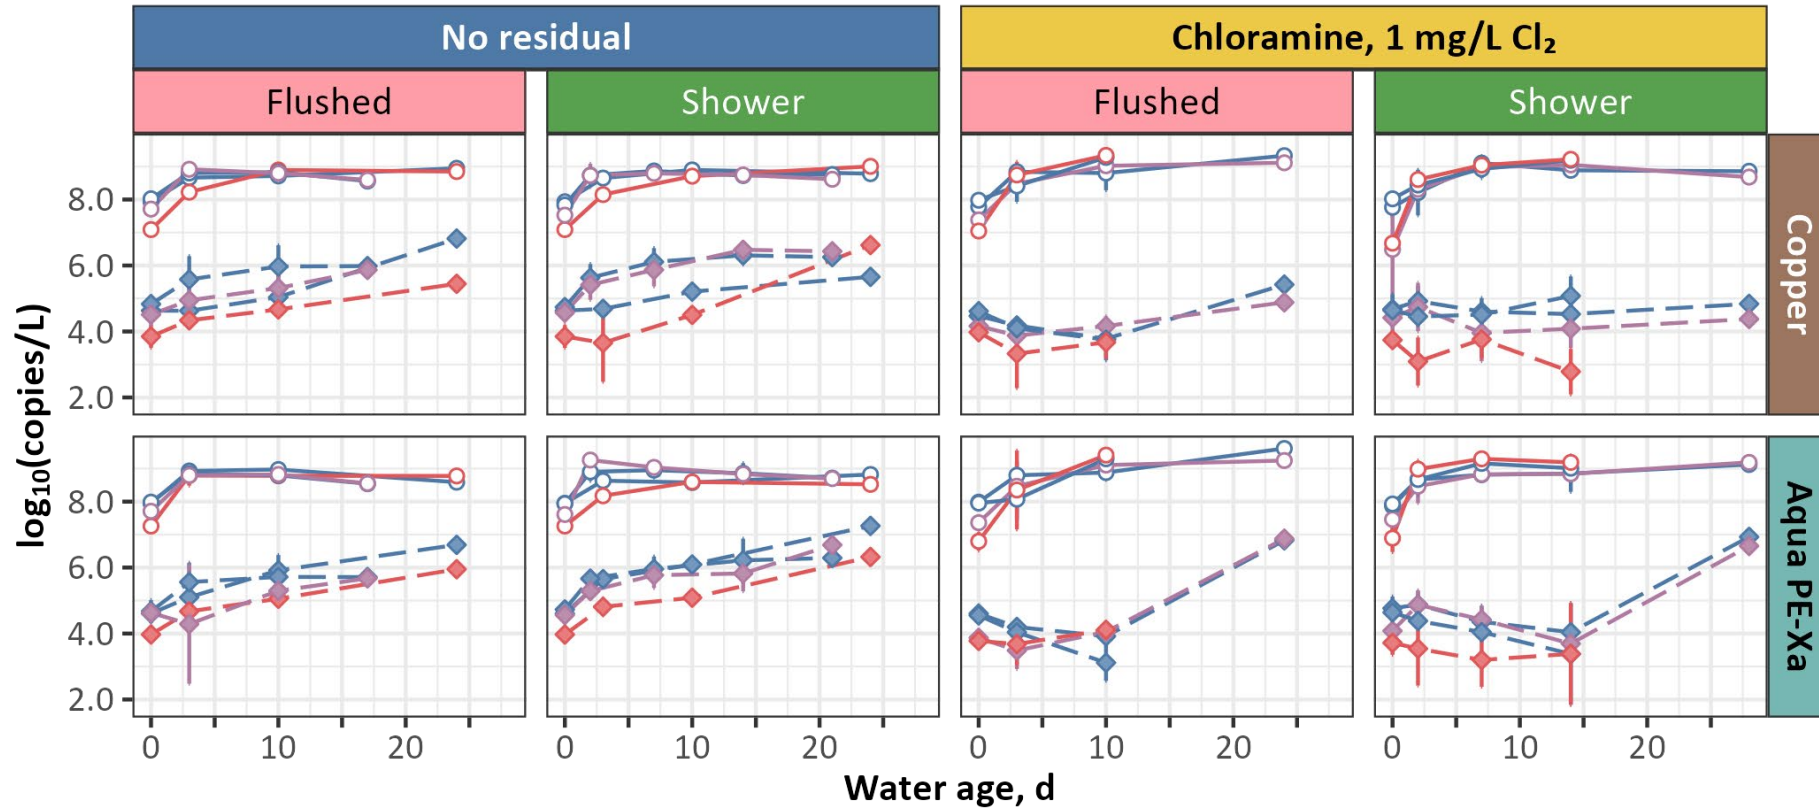 No residual
Chloramine, 1 mg/L Cl₂
Flushed
Shower
Flushed
Shower
8.0
6.0
4.0
2.0
Copper
8.0
6.0
4.0
2.0
Aqua PE-Xa
log₁₀(copies/L)
0 10 20
0 10 20
0 10 20
0 10 20
Water age, d